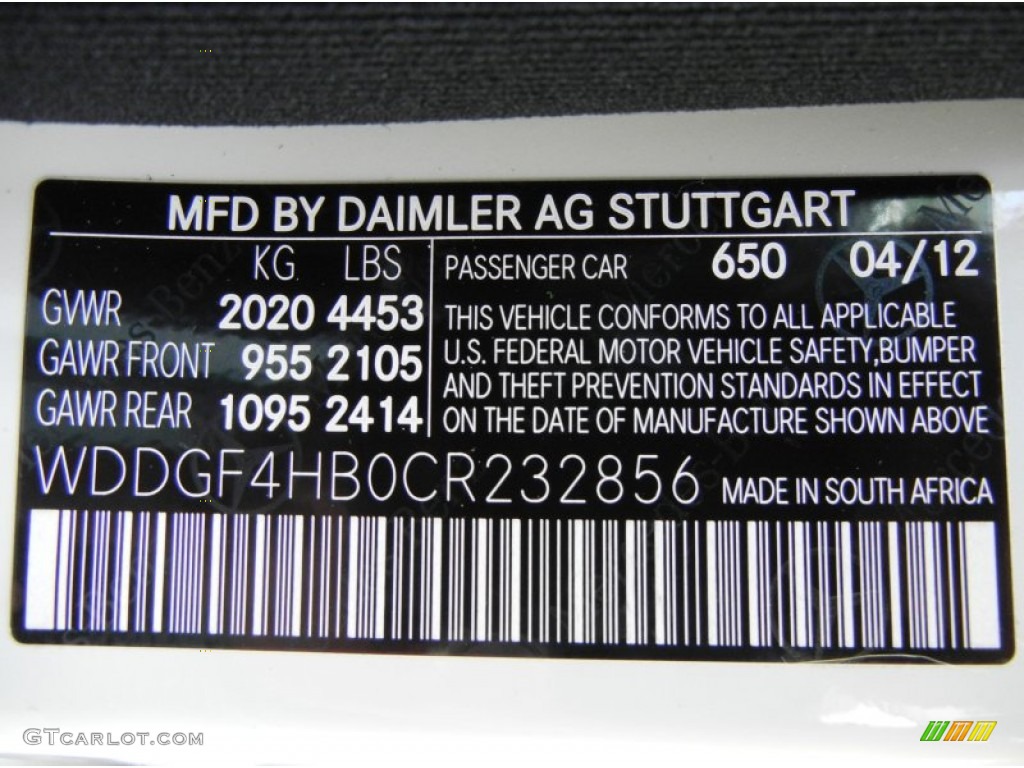 MFD BY DAIMLER AG STUTTGART
KG LBS
GVWR 2020 4453
GAWR FRONT 955 2105
GAWR REAR 1095 2414
PASSENGER CAR 650 04/12
THIS VEHICLE CONFORMS TO ALL APPLICABLE
U.S. FEDERAL MOTOR VEHICLE SAFETY,BUMPER
AND THEFT PREVENTION STANDARDS IN EFFECT
ON THE DATE OF MANUFACTURE SHOWN ABOVE
WDDGF4HB0CR232856 MADE IN SOUTH AFRICA
GTCARLOT.COM